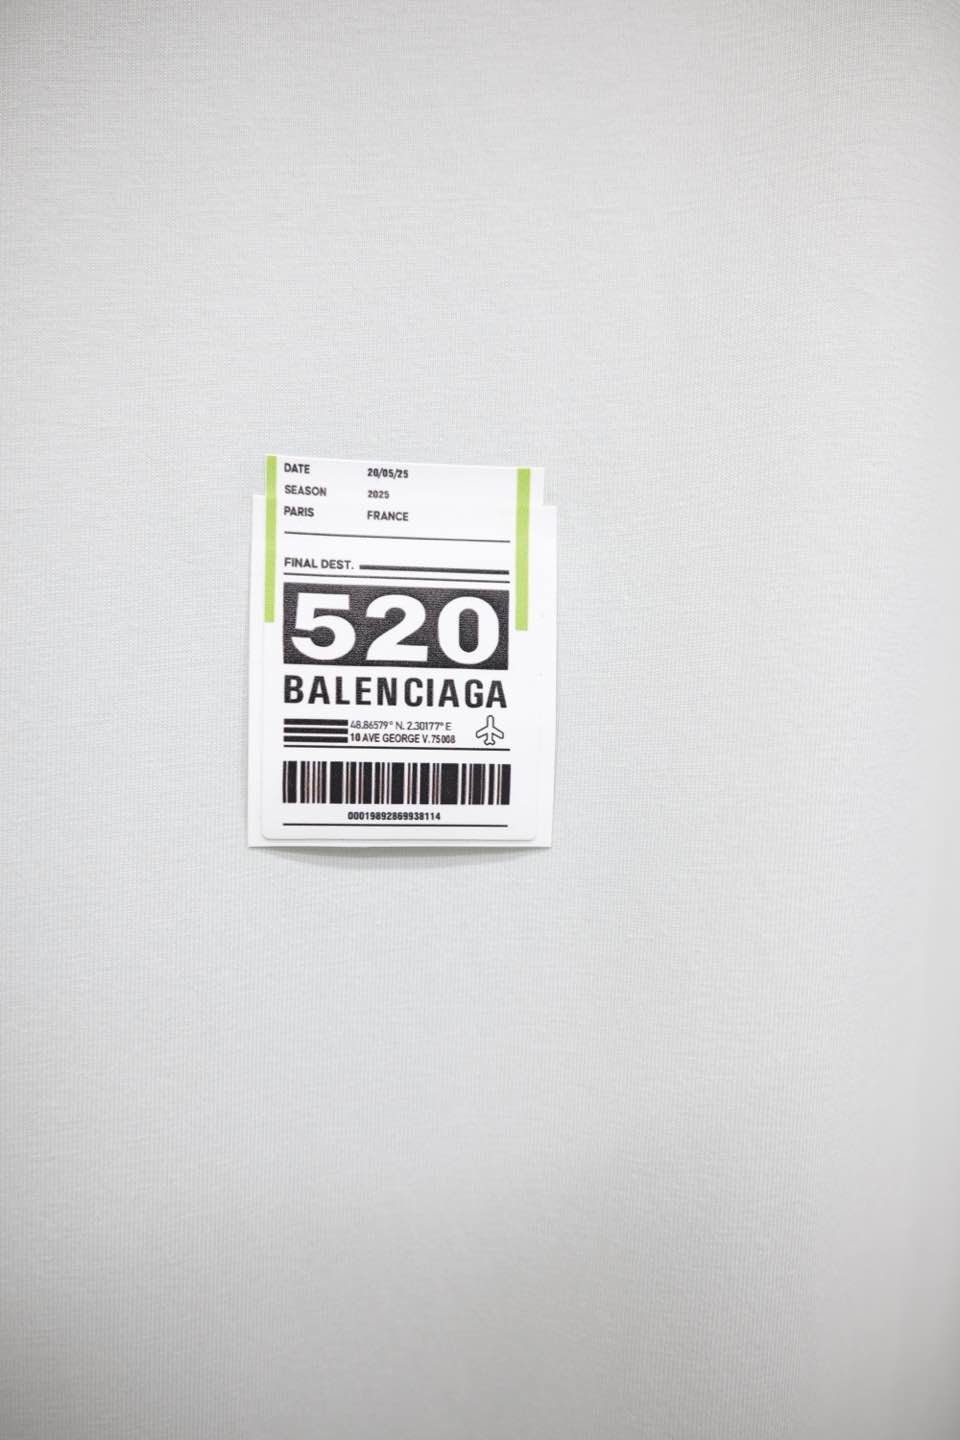 DATE 20/05/25
SEASON 2025
PARIS FRANCE
FINAL DEST.
520
BALENCIAGA
48.86579° N. 2.30177° E
10 AVE GEORGE V. 75008
00019892869938114